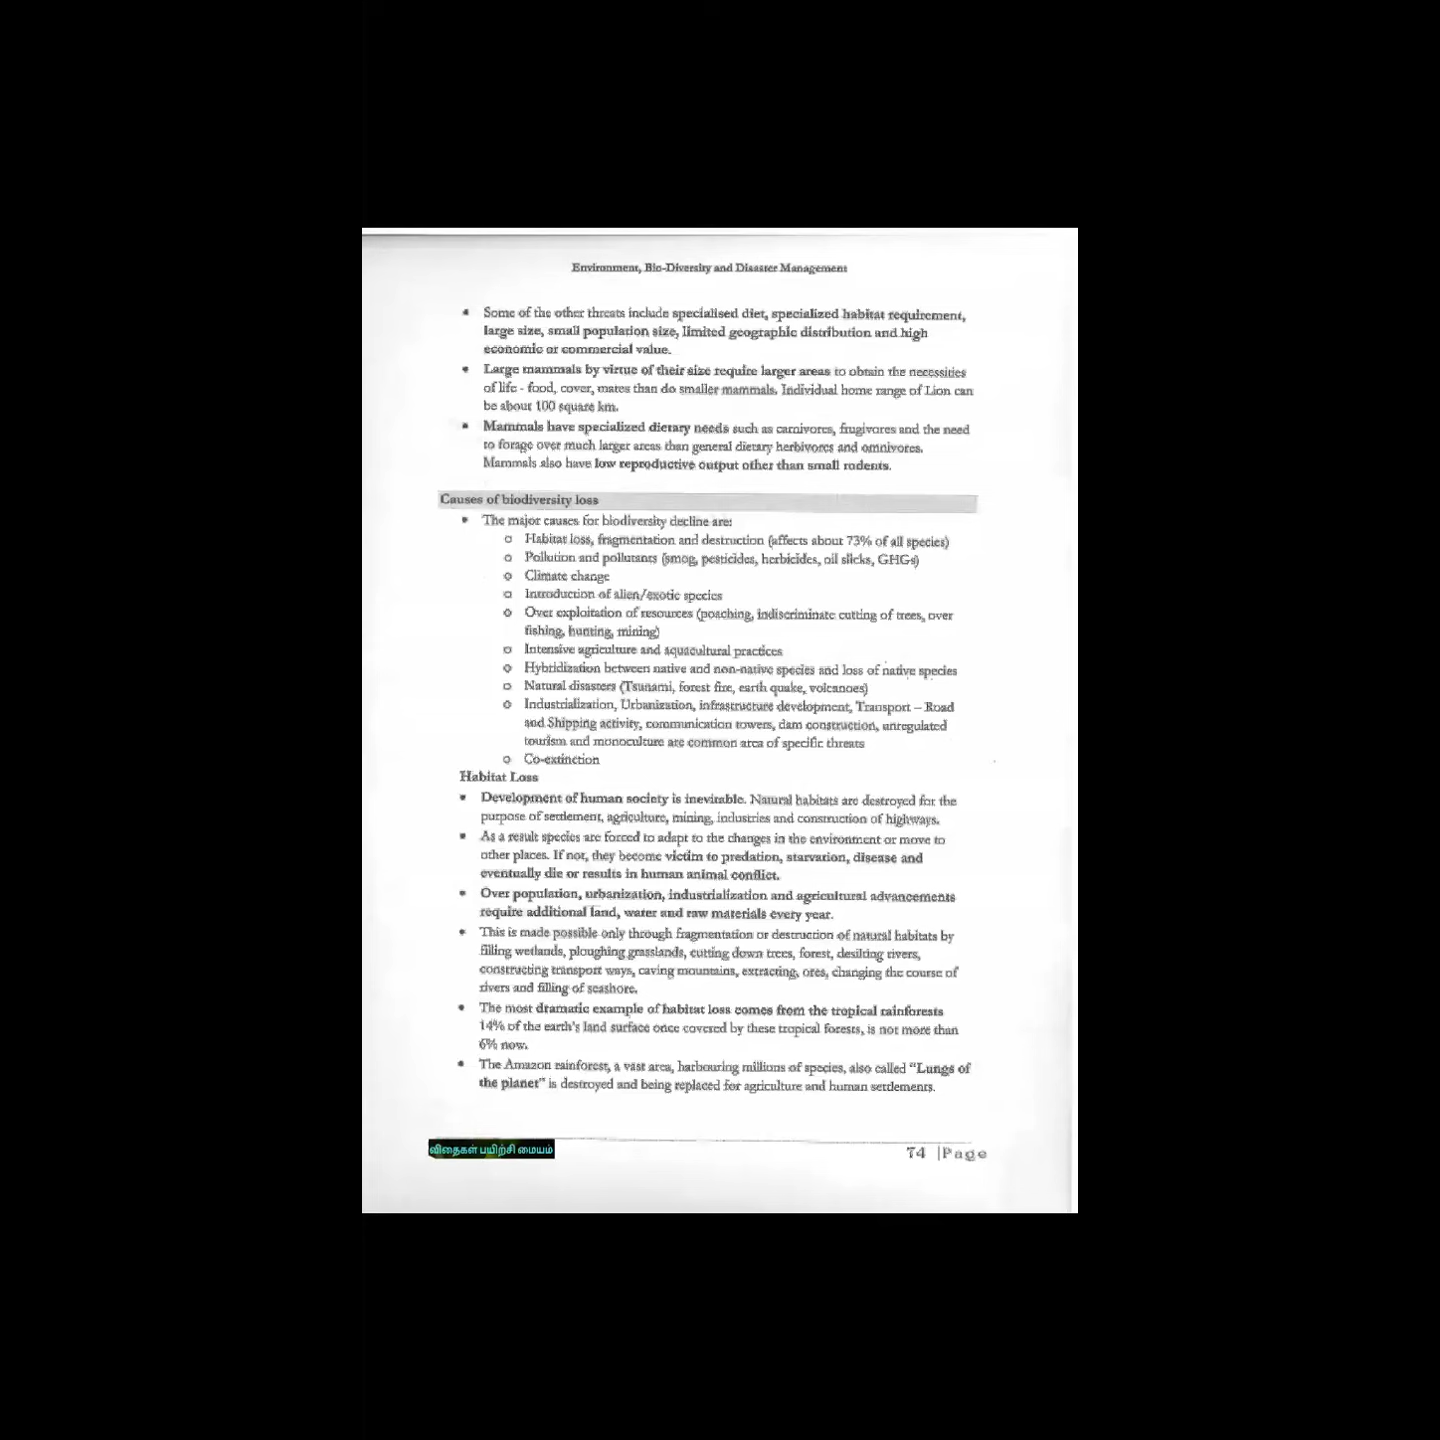 Environment, Bio-Diversity and Disaster Management
Some of the other threats include specialised diet, specialized habitat requirement,
large size, small population size, limited geographic distribution and high
economic or commercial value.
Large mammals by virtue of their size require larger areas to obtain the necessities
of life - food, cover, mates than do smaller mammals. Individual home range of Lion can
be about 100 square km.
Mammals have specialized dietary needs such as carnivores, frugivores and the need
to forage over much larger areas than general dietary herbivores and omnivores.
Mammals also have low reproductive output other than small rodents.
Causes of biodiversity loss
The major causes for biodiversity decline are:
Habitat loss, fragmentation and destruction (affects about 73% of all species)
Pollution and pollutants (smog, pesticides, herbicides, oil slicks, GHGs)
Climate change
Introduction of alien/exotic species
Over exploitation of resources (poaching, indiscriminate cutting of trees, over
fishing, hunting, mining)
Intensive agriculture and aquacultural practices
Hybridization between native and non-native species and loss of native species
Natural disasters (Tsunami, forest fire, earth quake, volcanoes)
Industrialization, Urbanization, infrastructure development, Transport – Road
and Shipping activity, communication towers, dam construction, unregulated
tourism and monoculture are common area of specific threats
Co-extinction
Habitat Loss
Development of human society is inevitable. Natural habitats are destroyed for the
purpose of settlement, agriculture, mining, industries and construction of highways.
As a result species are forced to adapt to the changes in the environment or move to
other places. If not, they become victim to predation, starvation, disease and
eventually die or results in human animal conflict.
Over population, urbanization, industrialization and agricultural advancements
require additional land, water and raw materials every year.
This is made possible only through fragmentation or destruction of natural habitats by
filling wetlands, ploughing grasslands, cutting down trees, forest, desilting rivers,
constructing transport ways, caving mountains, extracting, ores, changing the course of
rivers and filling of seashore.
The most dramatic example of habitat loss comes from the tropical rainforests
14% of the earth's land surface once covered by these tropical forests, is not more than
6% now.
The Amazon rainforest, a vast area, harbouring millions of species, also called "Lungs of
the planet" is destroyed and being replaced for agriculture and human settlements.
விதைகள் பயிற்சி மையம்
74 |Page